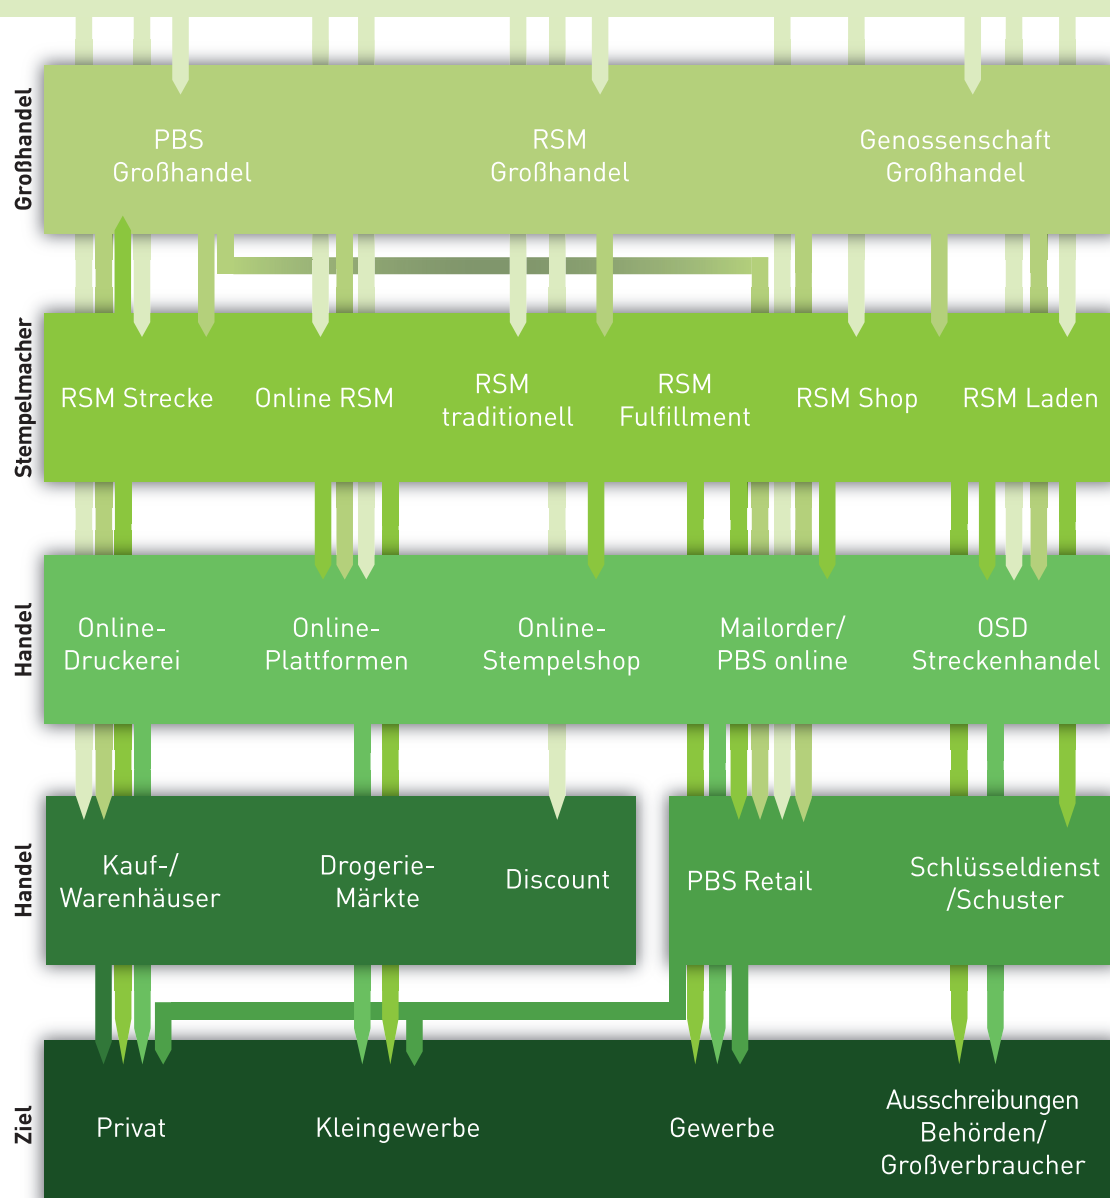 Großhandel
PBS
Großhandel
RSM
Großhandel
Genossenschaft
Großhandel
Stempelmacher
RSM Strecke
Online RSM
RSM
traditionell
RSM
Fulfillment
RSM Shop
RSM Laden
Handel
Online-
Druckerei
Online-
Plattformen
Online-
Stempelshop
Mailorder/
PBS online
OSD
Streckenhandel
Handel
Kauf-/
Warenhäuser
Drogerie-
Märkte
Discount
PBS Retail
Schlüsseldienst
/Schuster
Ziel
Privat
Kleingewerbe
Gewerbe
Ausschreibungen
Behörden/
Großverbraucher